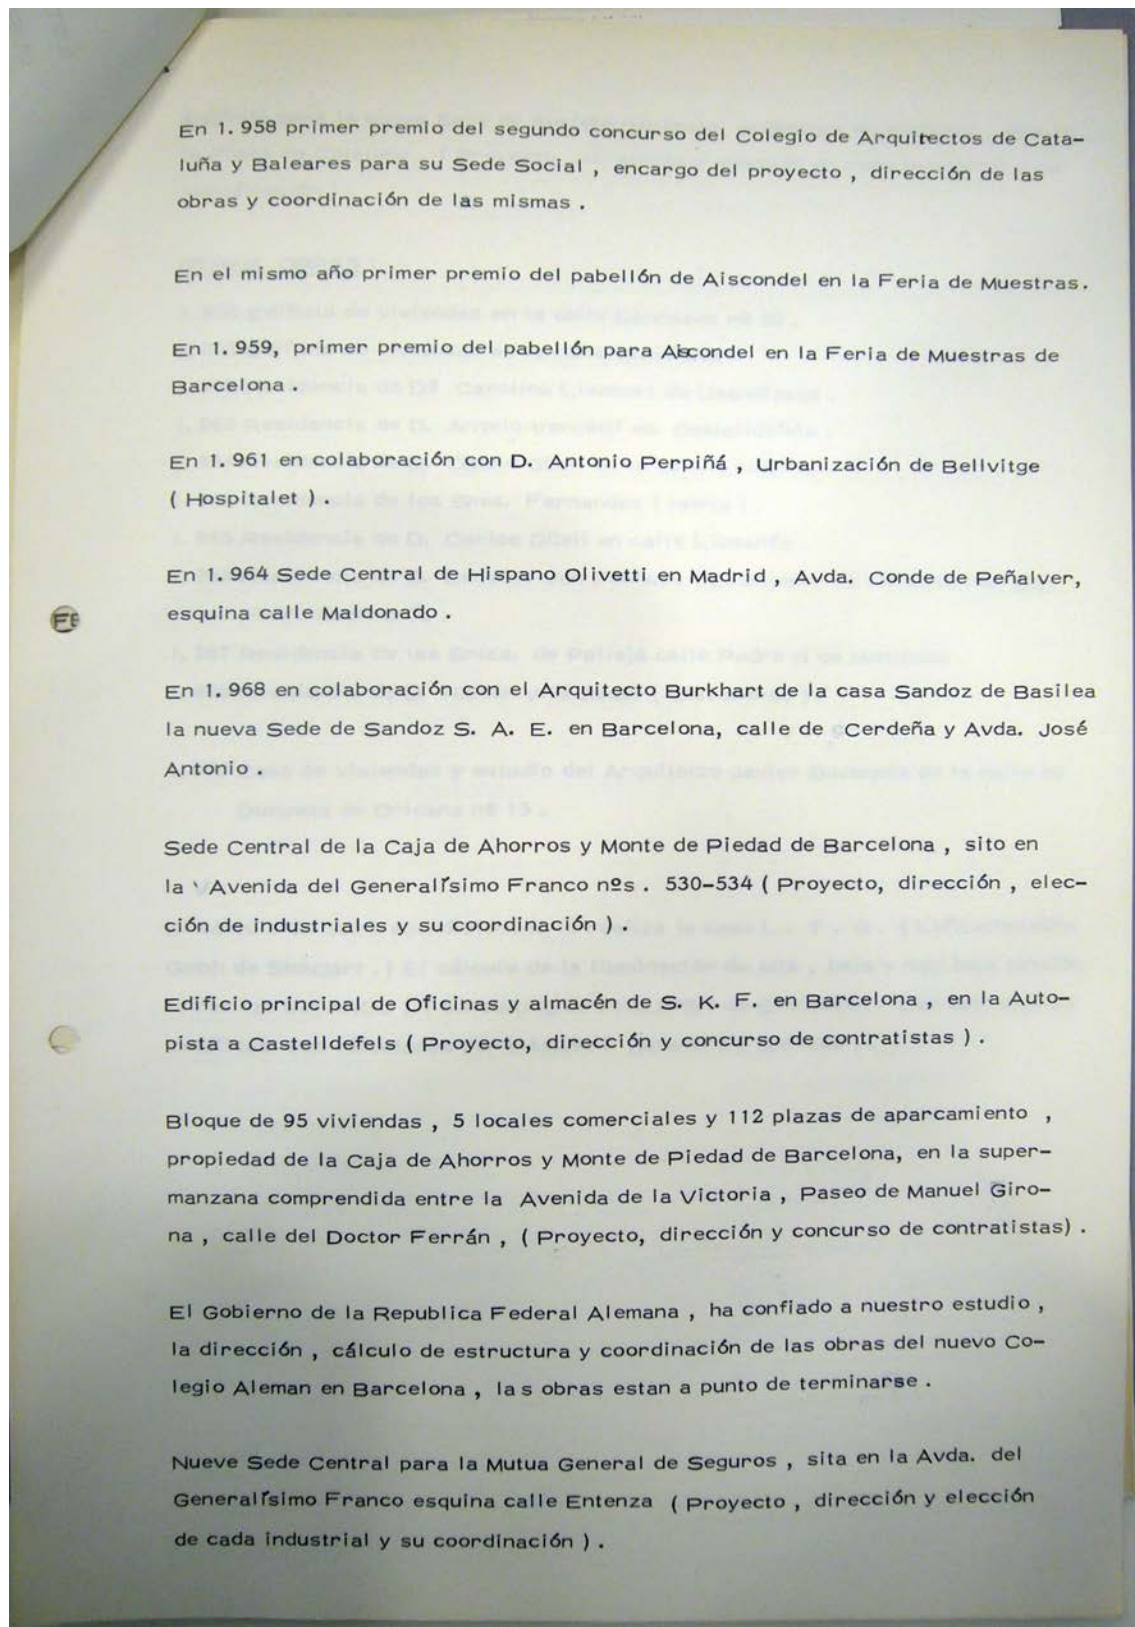 En 1.958 primer premio del segundo concurso del Colegio de Arquitectos de Cata-
luña y Baleares para su Sede Social , encargo del proyecto , dirección de las
obras y coordinación de las mismas .
En el mismo año primer premio del pabellón de Aiscondel en la Feria de Muestras.
En 1.959, primer premio del pabellón para Aiscondel en la Feria de Muestras de
Barcelona .
En 1.961 en colaboración con D. Antonio Perpiñá , Urbanización de Bellvitge
( Hospitalet ) .
En 1.964 Sede Central de Hispano Olivetti en Madrid , Avda. Conde de Peñalver,
esquina calle Maldonado .
En 1.968 en colaboración con el Arquitecto Burkhart de la casa Sandoz de Basilea
la nueva Sede de Sandoz S. A. E. en Barcelona, calle de Cerdeña y Avda. José
Antonio .
Sede Central de la Caja de Ahorros y Monte de Piedad de Barcelona , sito en
la Avenida del Generalísimo Franco nºs . 530-534 ( Proyecto, dirección , elec-
ción de industriales y su coordinación ) .
Edificio principal de Oficinas y almacén de S. K. F. en Barcelona , en la Auto-
pista a Castelldefels ( Proyecto, dirección y concurso de contratistas ) .
Bloque de 95 viviendas , 5 locales comerciales y 112 plazas de aparcamiento ,
propiedad de la Caja de Ahorros y Monte de Piedad de Barcelona, en la super-
manzana comprendida entre la Avenida de la Victoria , Paseo de Manuel Giro-
na , calle del Doctor Ferrán , ( Proyecto, dirección y concurso de contratistas) .
El Gobierno de la Republica Federal Alemana , ha confiado a nuestro estudio ,
la dirección , cálculo de estructura y coordinación de las obras del nuevo Co-
legio Aleman en Barcelona , las obras estan a punto de terminarse .
Nueve Sede Central para la Mutua General de Seguros , sita en la Avda. del
Generalísimo Franco esquina calle Entenza ( Proyecto , dirección y elección
de cada industrial y su coordinación ) .